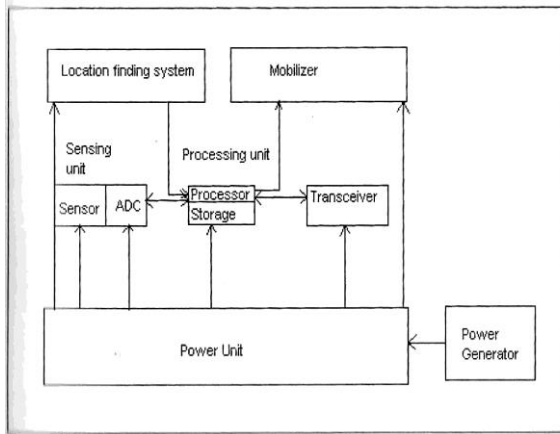 Location finding system
Mobilizer
Sensing
unit
Processing unit
Sensor
ADC
Processor
Storage
Transceiver
Power Unit
Power
Generator